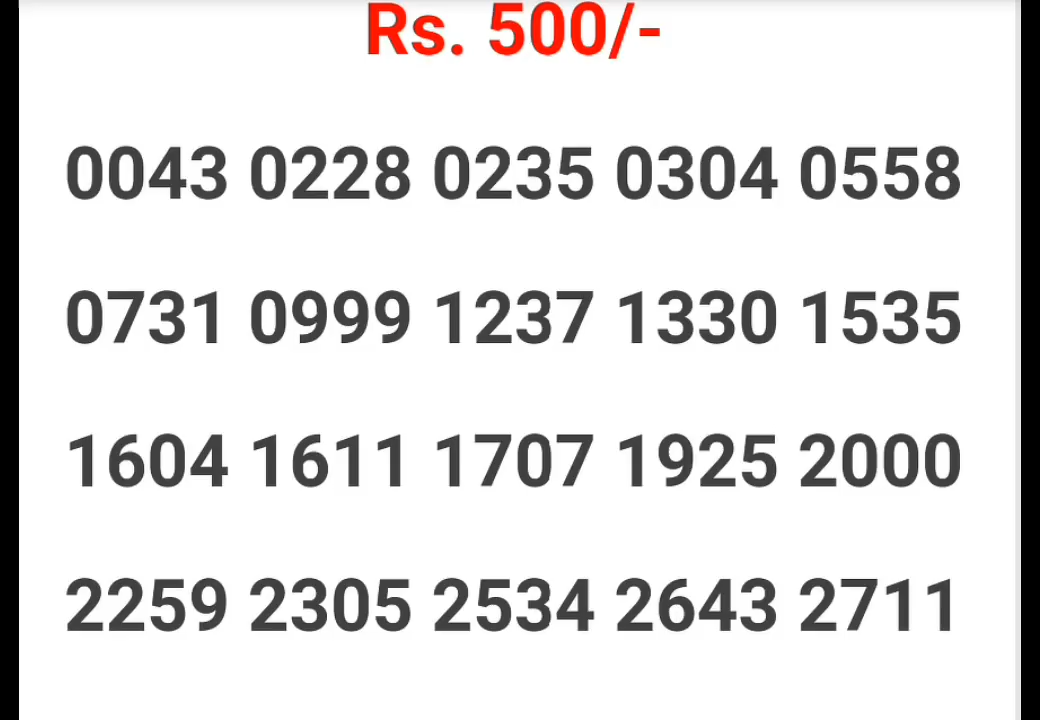 Rs. 500/-
0043 0228 0235 0304 0558
0731 0999 1237 1330 1535
1604 1611 1707 1925 2000
2259 2305 2534 2643 2711